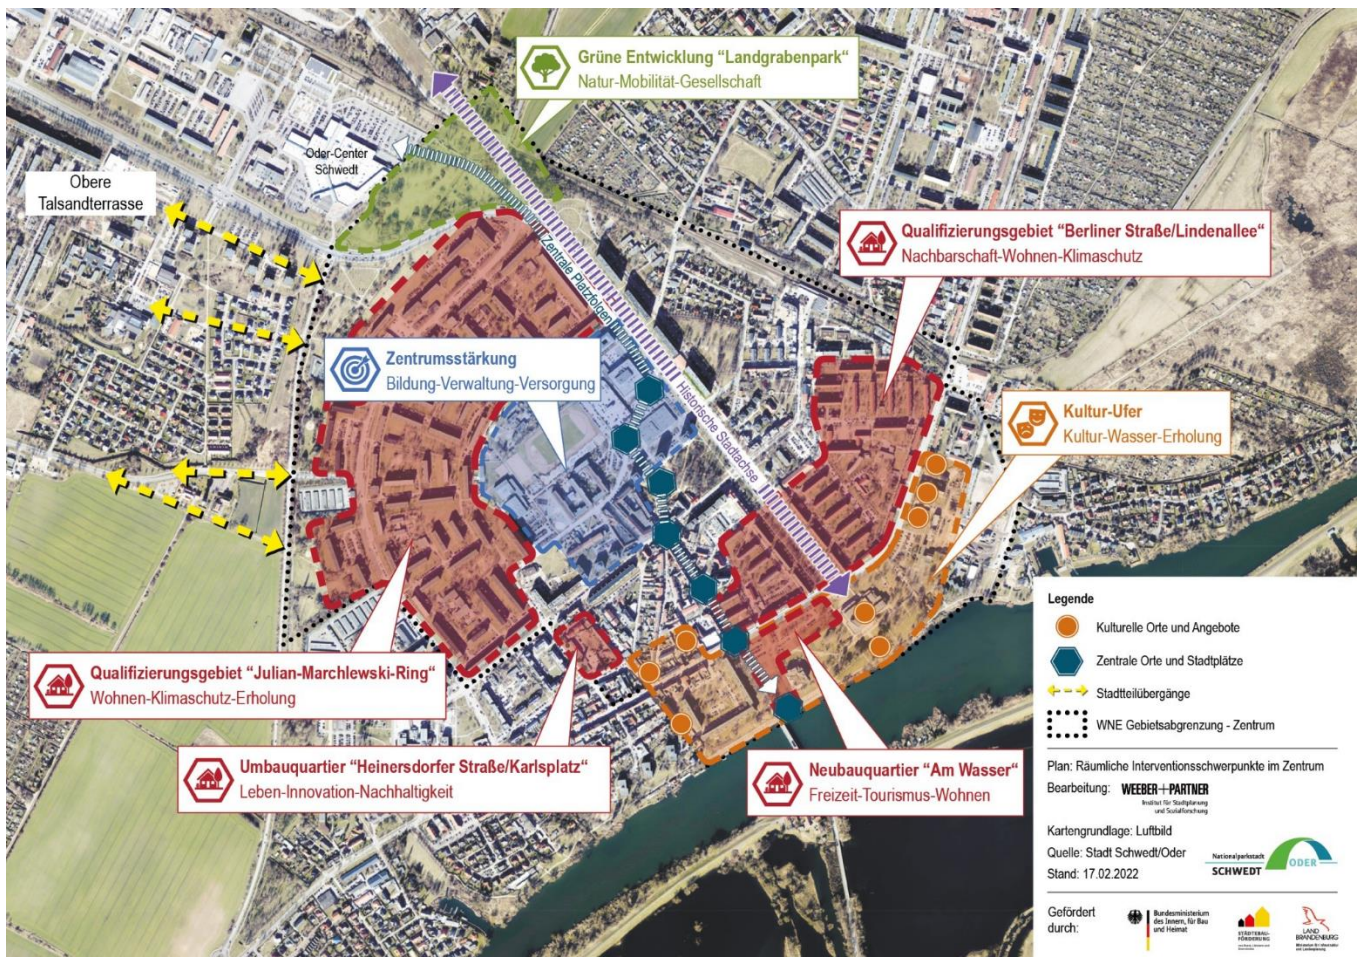 Grüne Entwicklung “Landgrabenpark“
Natur-Mobilität-Gesellschaft
Oder-Center
Schwedt
Obere
Talsandterrasse
Zentrale Platzfolgen
Historische Stadtachse
Qualifizierungsgebiet “Berliner Straße/Lindenallee“
Nachbarschaft-Wohnen-Klimaschutz
Zentrumsstärkung
Bildung-Verwaltung-Versorgung
Kultur-Ufer
Kultur-Wasser-Erholung
Qualifizierungsgebiet “Julian-Marchlewski-Ring“
Wohnen-Klimaschutz-Erholung
Umbauquartier “Heinersdorfer Straße/Karlsplatz“
Leben-Innovation-Nachhaltigkeit
Neubauquartier “Am Wasser“
Freizeit-Tourismus-Wohnen
Legende
Kulturelle Orte und Angebote
Zentrale Orte und Stadtplätze
Stadtteilübergänge
WNE Gebietsabgrenzung - Zentrum
Plan: Räumliche Interventionsschwerpunkte im Zentrum
Bearbeitung: WEEBER+PARTNER
Institut für Stadtplanung
und Sozialforschung
Kartengrundlage: Luftbild
Quelle: Stadt Schwedt/Oder
Stand: 17.02.2022
Nationalparkstadt
SCHWEDT
ODER
Gefördert
durch:
Bundesministerium
des Innern, für Bau
und Heimat
STÄDTEBAU-
FÖRDERUNG
LAND
BRANDENBURG